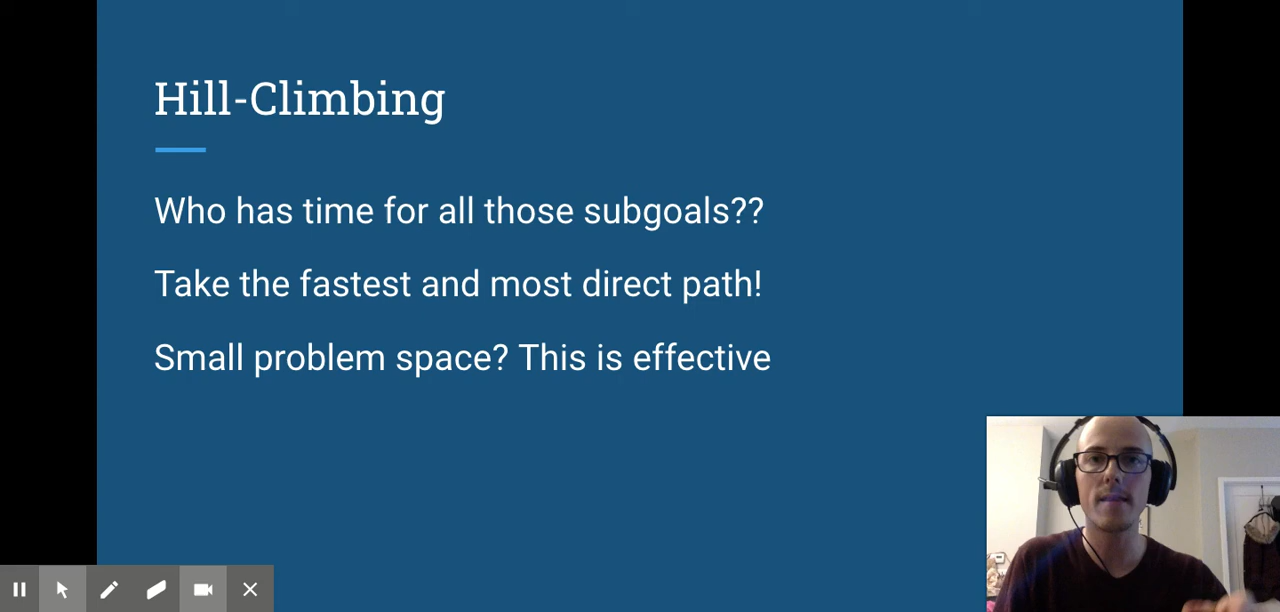 Hill-Climbing
Who has time for all those subgoals??
Take the fastest and most direct path!
Small problem space? This is effective